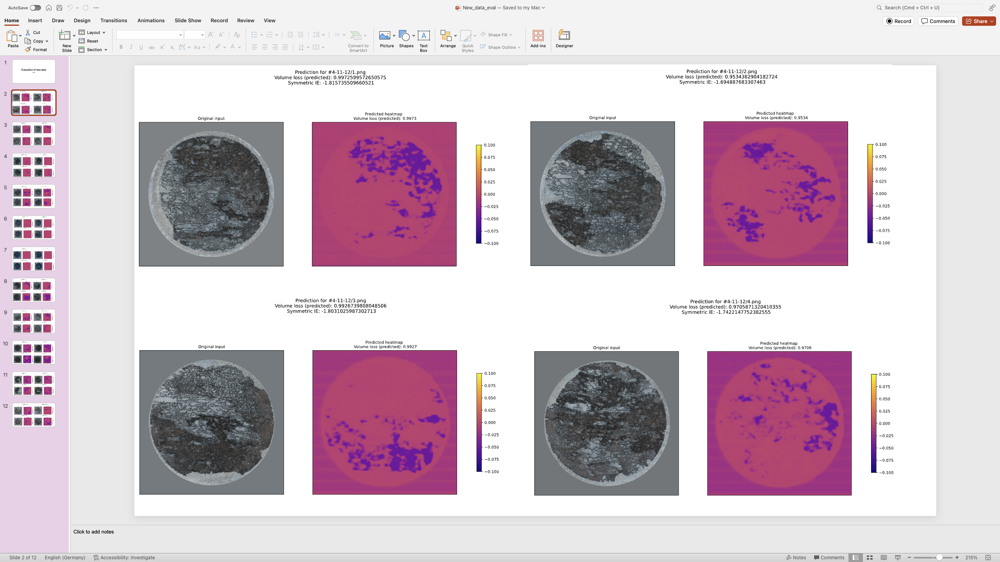 AutoSave
New_data_eval — Saved to my Mac
Search (Cmd + Ctrl + U)
Home Insert Draw Design Transitions Animations Slide Show Record Review View
Record Comments Share
Paste
Cut
Copy
Format
New
Slide
Layout
Reset
Section
Convert to
SmartArt
Picture
Shapes
Text
Box
Arrange
Quick
Styles
Shape Fill
Shape Outline
Add-ins
Designer
1
Evaluation of new data
2
3
4
5
6
7
8
9
10
11
12
Prediction for #4-11-12/1.png
Volume loss (predicted): 0.9972599572650575
Symmetric IE: -1.815735509660521
Original input
Predicted heatmap
Volume loss (predicted): 0.9973
0.100
0.075
0.050
0.025
0.000
−0.025
−0.050
−0.075
−0.100
Prediction for #4-11-12/2.png
Volume loss (predicted): 0.9534382904182724
Symmetric IE: -1.694887683307463
Original input
Predicted heatmap
Volume loss (predicted): 0.9534
0.100
0.075
0.050
0.025
0.000
−0.025
−0.050
−0.075
−0.100
Prediction for #4-11-12/3.png
Volume loss (predicted): 0.9926739808048506
Symmetric IE: -1.8031025987302713
Original input
Predicted heatmap
Volume loss (predicted): 0.9927
0.100
0.075
0.050
0.025
0.000
−0.025
−0.050
−0.075
−0.100
Prediction for #4-11-12/4.png
Volume loss (predicted): 0.9705871320410355
Symmetric IE: -1.7422147752382555
Original input
Predicted heatmap
Volume loss (predicted): 0.9706
0.100
0.075
0.050
0.025
0.000
−0.025
−0.050
−0.075
−0.100
Click to add notes
Slide 2 of 12 English (Germany) Accessibility: Investigate
Notes Comments 215%